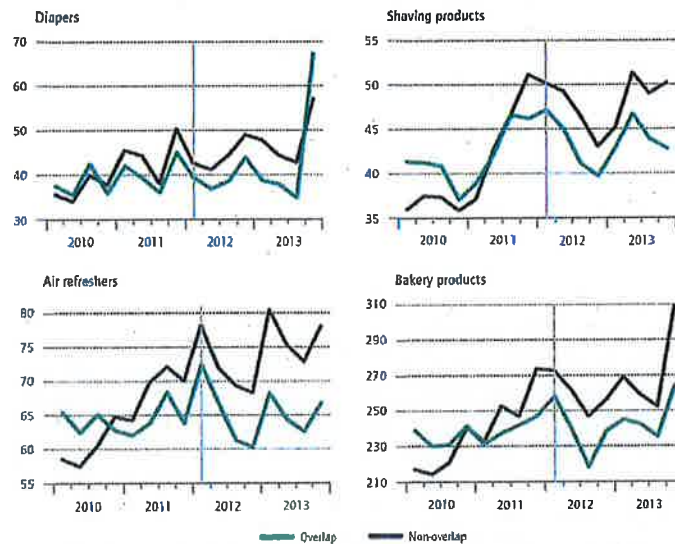 Diapers
70
60
50
40
30
2010 2011 2012 2013
Shaving products
55
50
45
40
35
2010 2011 2012 2013
Air refreshers
80
75
70
65
60
55
2010 2011 2012 2013
Bakery products
310
290
270
250
230
210
2010 2011 2012 2013
Overlap Non-overlap